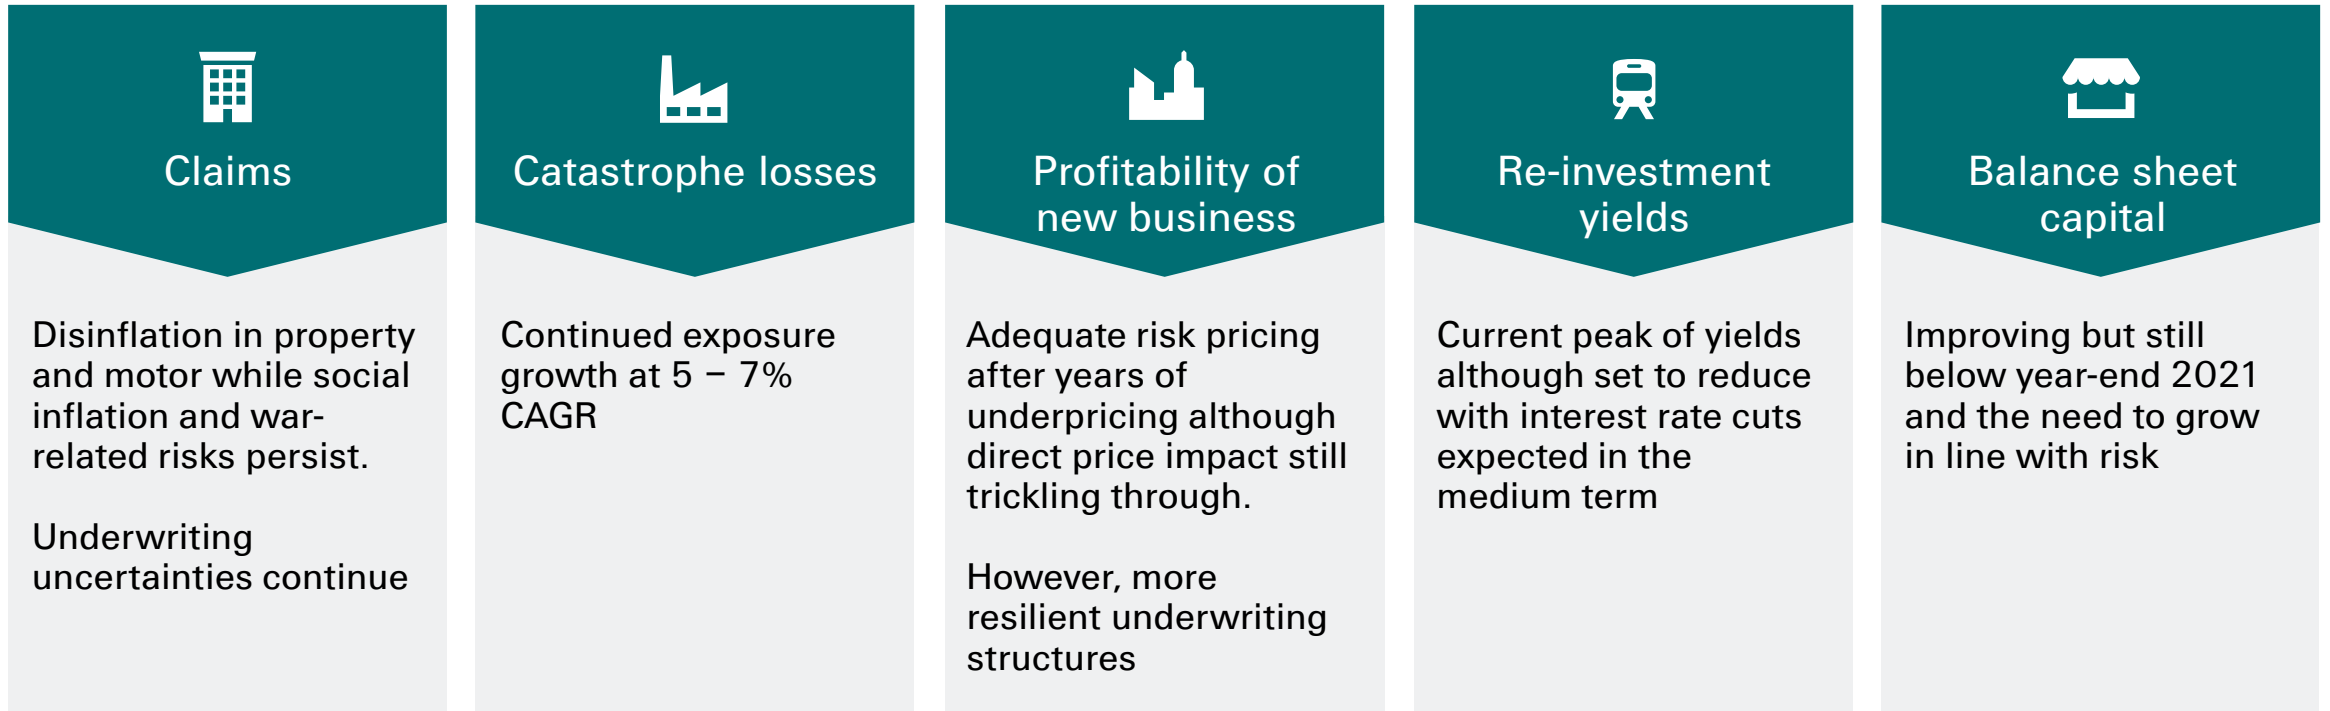 Claims
Disinflation in property
and motor while social
inflation and war-
related risks persist.
Underwriting
uncertainties continue
Catastrophe losses
Continued exposure
growth at 5 – 7%
CAGR
Profitability of
new business
Adequate risk pricing
after years of
underpricing although
direct price impact still
trickling through.
However, more
resilient underwriting
structures
Re-investment
yields
Current peak of yields
although set to reduce
with interest rate cuts
expected in the
medium term
Balance sheet
capital
Improving but still
below year-end 2021
and the need to grow
in line with risk